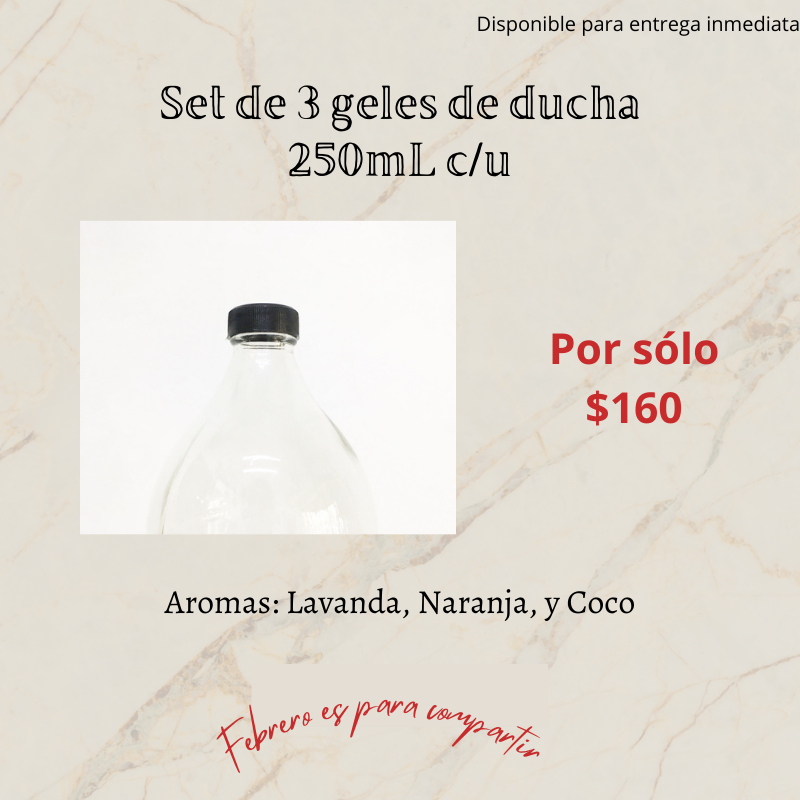 Disponible para entrega inmediata
Set de 3 geles de ducha
250mL c/u
Por sólo
$160
Aromas: Lavanda, Naranja, y Coco
Febrero es para compartir